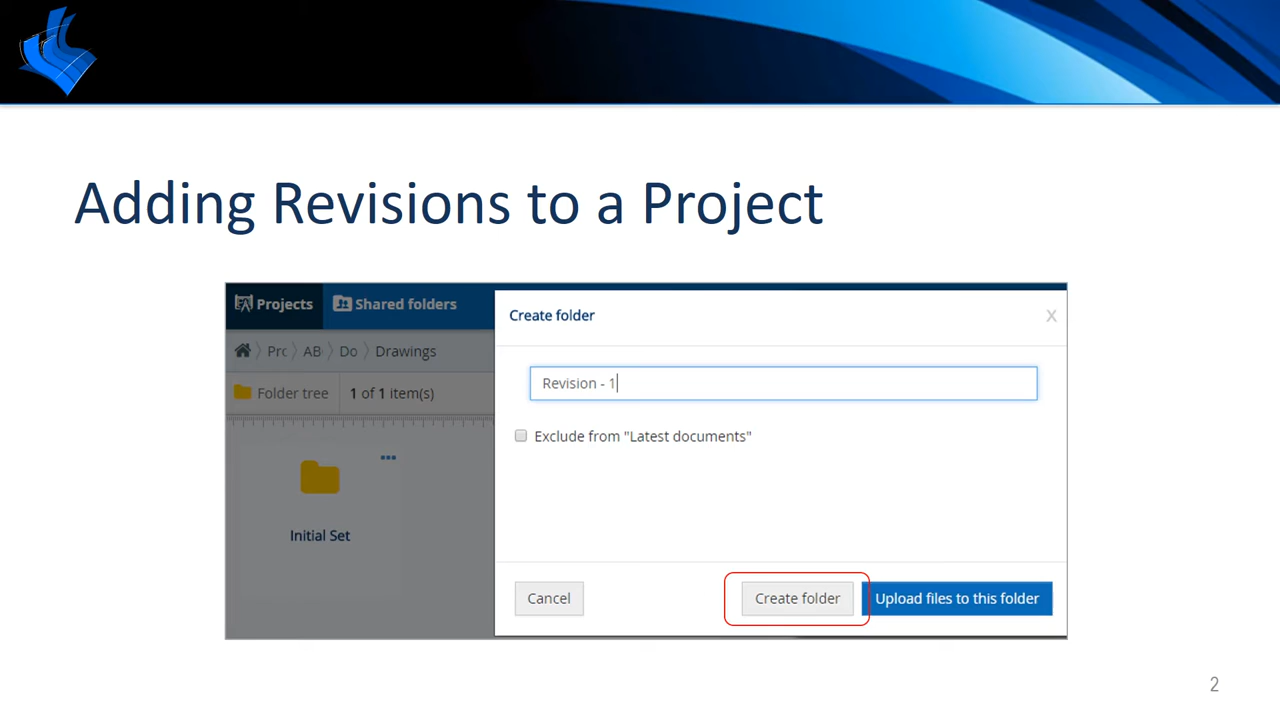 Adding Revisions to a Project
Projects Shared folders
Create folder X
Pro AB Do Drawings
Revision - 1
Folder tree 1 of 1 item(s)
Exclude from "Latest documents"
Initial Set
Cancel Create folder Upload files to this folder
2